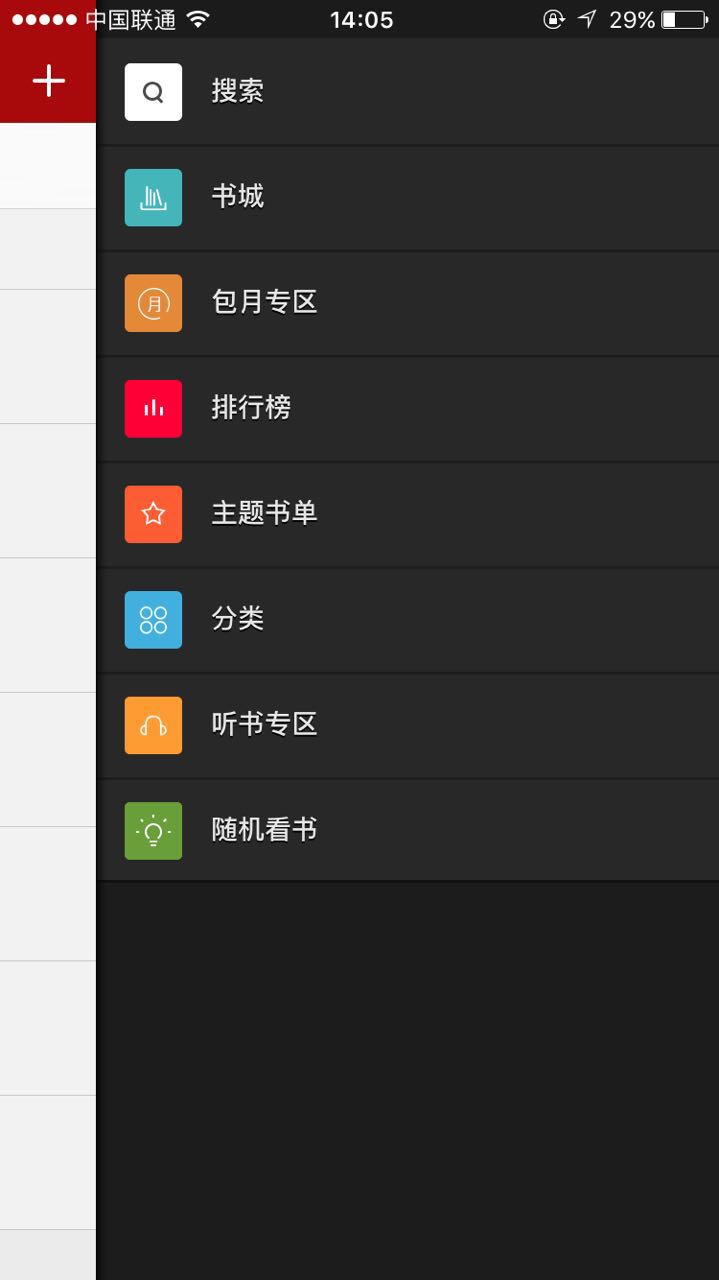 中国联通 14:05 29%
搜索
书城
月 包月专区
排行榜
主题书单
分类
听书专区
随机看书